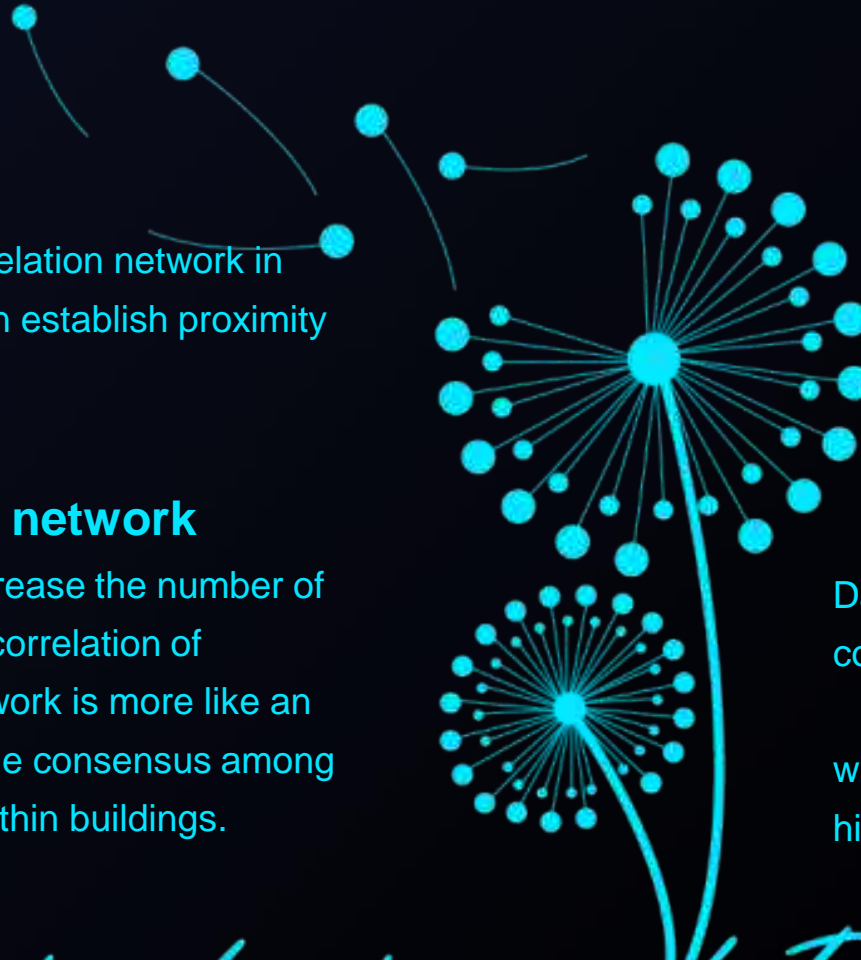 elation network in
establish proximity
network
rease the number of
correlation of
work is more like an
e consensus among
thin buildings.
D
co
w
hi